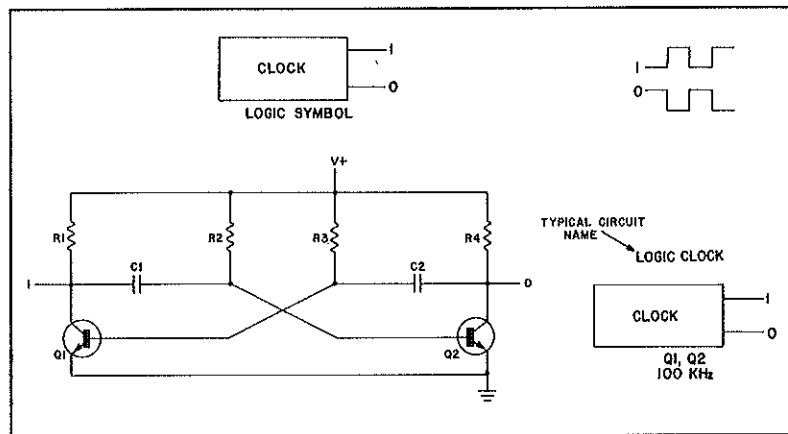 CLOCK
1
0
LOGIC SYMBOL
1
0
V+
R1
R2
R3
R4
C1
C2
1
0
Q1
Q2
TYPICAL CIRCUIT
NAME
LOGIC CLOCK
CLOCK
1
0
Q1, Q2
100 KHz